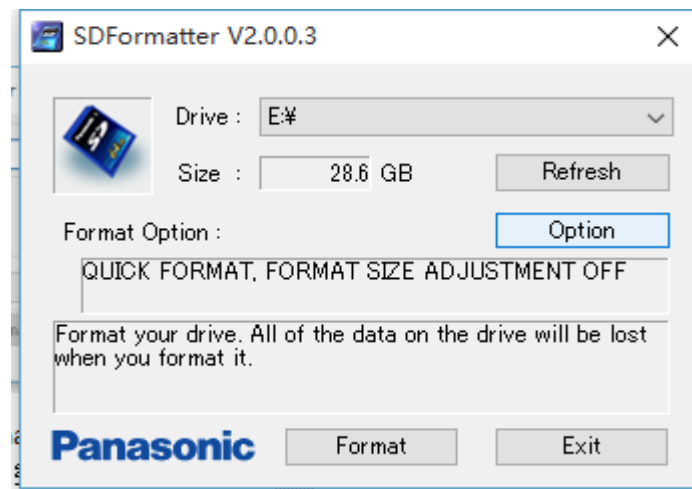 SDFormatter V2.0.0.3
Drive : E:¥
Size : 28.6 GB Refresh
Format Option : Option
QUICK FORMAT, FORMAT SIZE ADJUSTMENT OFF
Format your drive. All of the data on the drive will be lost
when you format it.
Panasonic Format Exit